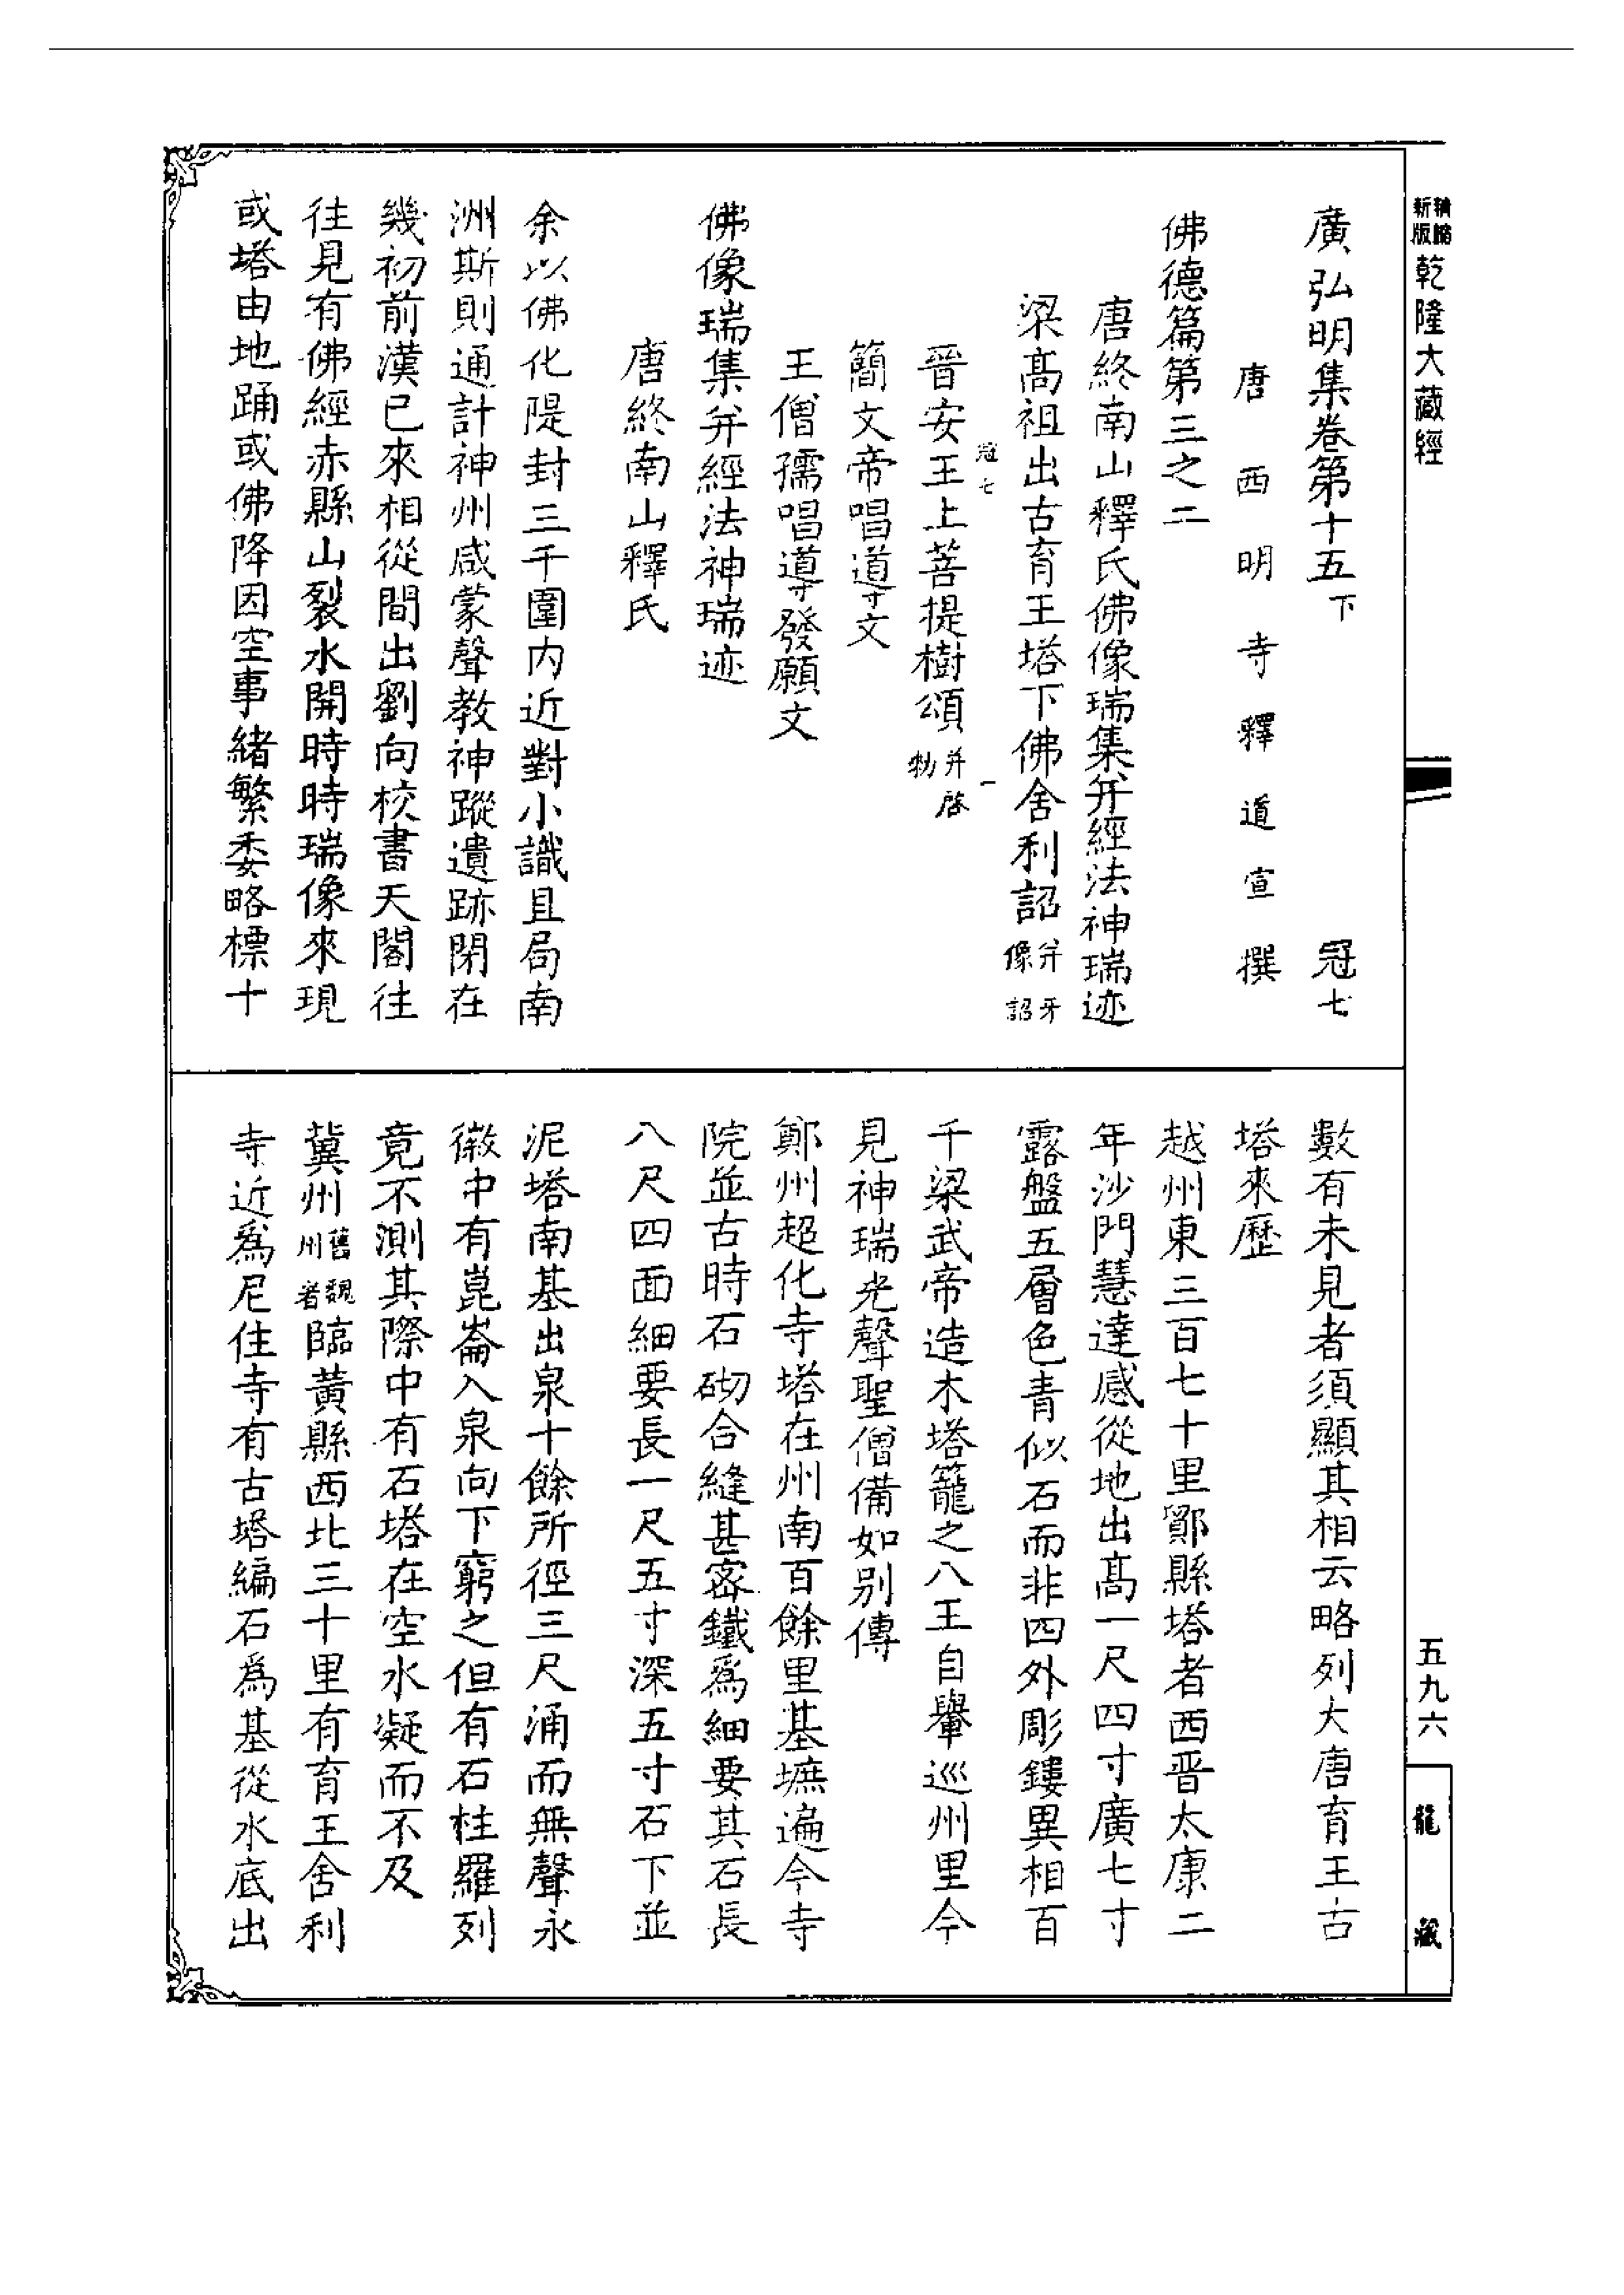 新版
乾隆大藏經
廣弘明集卷第十五下 冠七
唐西明寺釋道宣撰
佛德篇第三之二
唐終南山釋氏佛像瑞集并經法神瑞迹
梁高祖出古育王塔下佛舍利詔并牙像詔
冠七 一
晉安王上菩提樹頌并啓勑
簡文帝唱導文
王僧孺唱導發願文
佛像瑞集并經法神瑞迹
唐終南山釋氏
余以佛化隄封三千圍内近對小識且局南
洲斯則通計神州咸蒙聲教神蹤遺跡閉在
幾初前漢已來相從間出劉向校書天閣往
往見有佛經赤縣山裂水開時時瑞像來現
或塔由地踊或佛降因空事緒繁委略標十
數有未見者須顯其相云略列大唐育王古
塔來歷
越州東三百七十里鄮縣塔者西晋太康二
年沙門慧達感從地出高一尺四寸廣七寸
露盤五層色青似石而非四外彫鏤異相百
千梁武帝造木塔籠之八王自轝巡州里今
見神瑞光聲聖僧備如别傳
鄭州超化寺塔在州南百餘里基墌遍今寺
院並古時石砌合縫甚密鐵爲細要其石長
八尺四面細要長一尺五寸深五寸石下並
泥塔南基出泉十餘所徑三尺涌而無聲永
徽中有崑崙入泉向下窮之但有石柱羅列
竟不測其際中有石塔在空水凝而不及
冀州舊魏州者臨黄縣西北三十里有育王舍利
寺近爲尼住寺有古塔編石爲基從水底出
五九六
龍藏